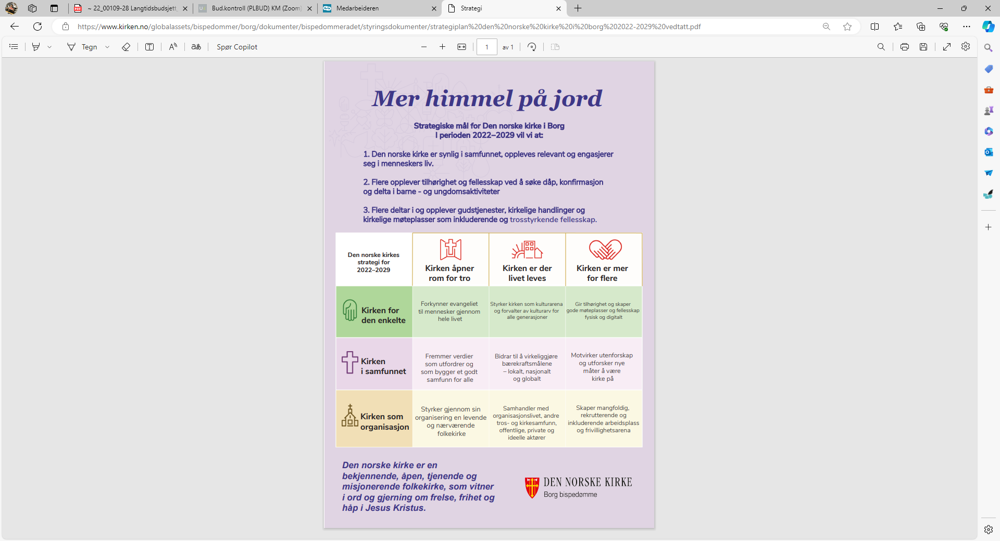 ~ 22_00109-28 Langtidsbudsjett
Bud.kontroll (PLBUD) KM (Zoom)
Medarbeideren
Strategi
https://www.kirken.no/globalassets/bispedommer/borg/dokumenter/bispedommeradet/styringsdokumenter/strategiplan%20den%20norske%20kirke%20i%20borg%202022-2029%20vedtatt.pdf
Tegn
aあ
Spør Copilot
1
av 1
Mer himmel på jord
Strategiske mål for Den norske kirke i Borg
I perioden 2022–2029 vil vi at:
1. Den norske kirke er synlig i samfunnet, oppleves relevant og engasjerer
seg i menneskers liv.
2. Flere opplever tilhørighet og fellesskap ved å søke dåp, konfirmasjon
og delta i barne - og ungdomsaktiviteter
3. Flere deltar i og opplever gudstjenester, kirkelige handlinger og
kirkelige møteplasser som inkluderende og trosstyrkende fellesskap.
Den norske kirkes
strategi for
2022–2029
Kirken åpner
rom for tro
Kirken er der
livet leves
Kirken er mer
for flere
Kirken for
den enkelte
Forkynner evangeliet
til mennesker gjennom
hele livet
Styrker kirken som kulturarena
og forvalter av kulturarv for
alle generasjoner
Gir tilhørighet og skaper
gode møteplasser og fellesskap
fysisk og digitalt
Kirken
i samfunnet
Fremmer verdier
som utfordrer og
som bygger et godt
samfunn for alle
Bidrar til å virkeliggjøre
bærekraftsmålene
– lokalt, nasjonalt
og globalt
Motvirker utenforskap
og utforsker nye
måter å være
kirke på
Kirken som
organisasjon
Styrker gjennom sin
organisering en levende
og nærværende
folkekirke
Samhandler med
organisasjonslivet, andre
tros- og kirkesamfunn,
offentlige, private og
ideelle aktører
Skaper mangfoldig,
rekrutterende og
inkluderende arbeidsplass
og frivillighetsarena
Den norske kirke er en
bekjennende, åpen, tjenende og
misjonerende folkekirke, som vitner
i ord og gjerning om frelse, frihet og
håp i Jesus Kristus.
DEN NORSKE KIRKE
Borg bispedømme